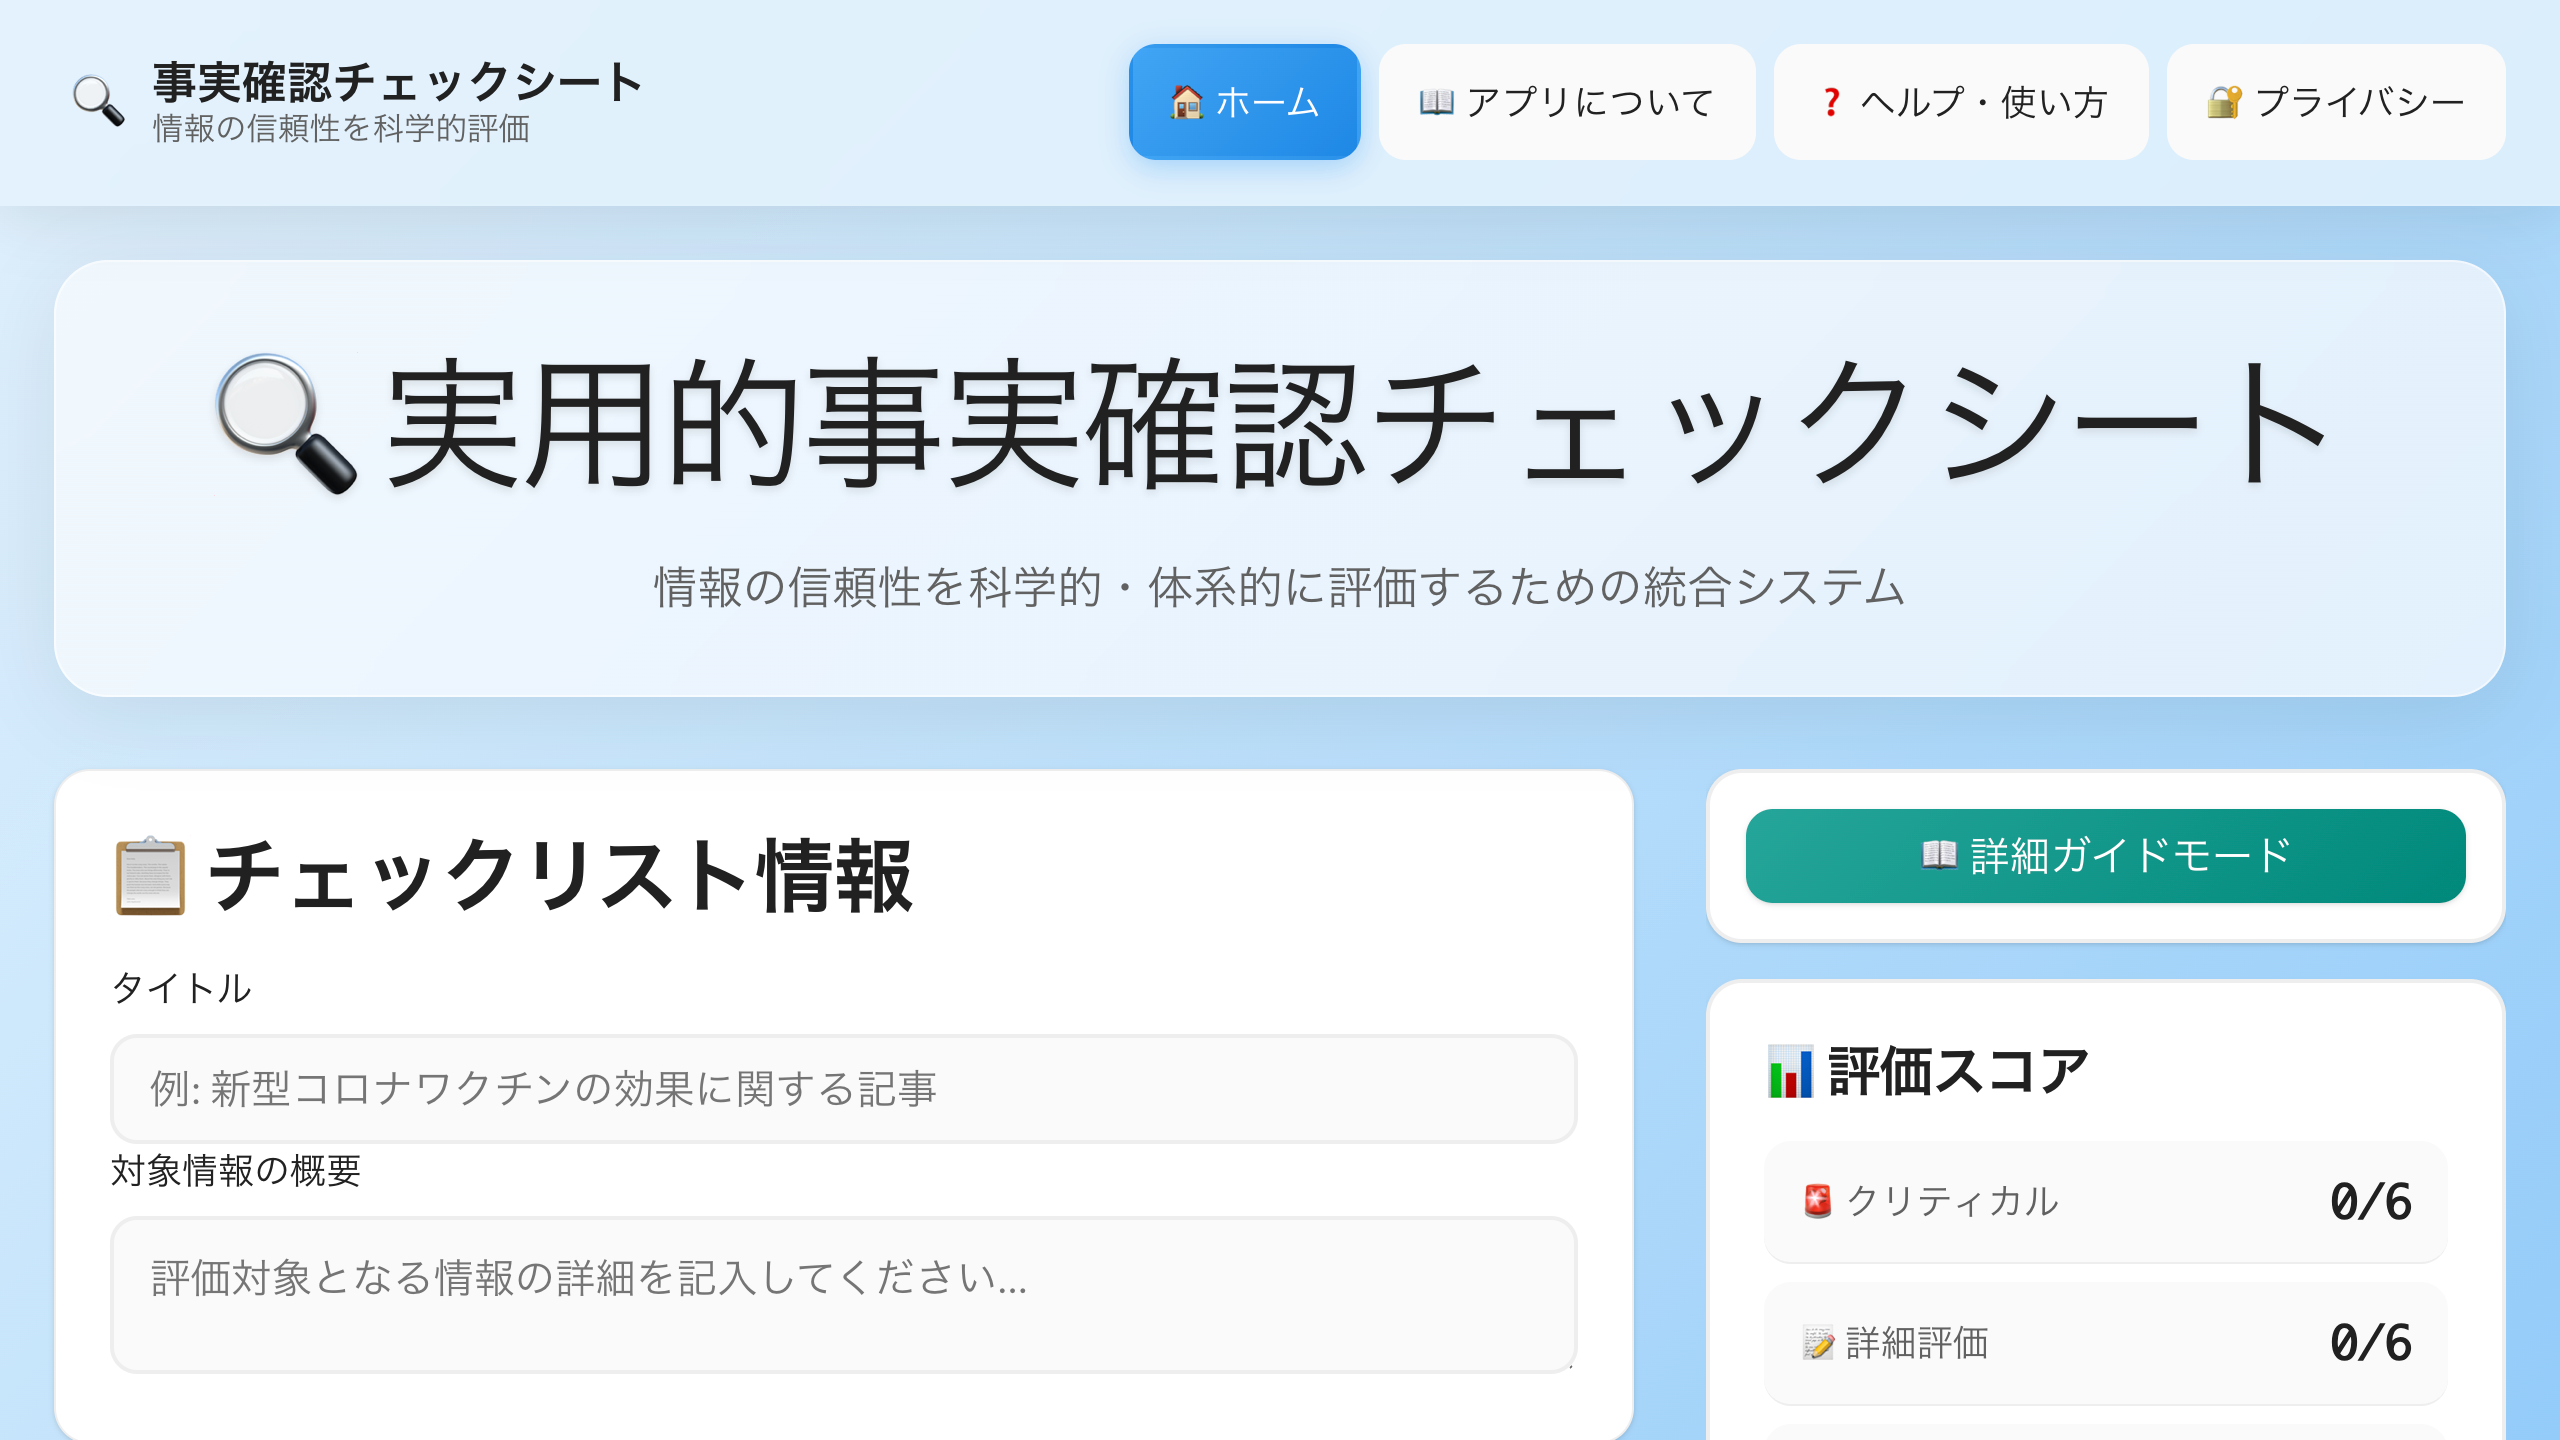 事実確認チェックシート
情報の信頼性を科学的評価
ホーム
アプリについて
ヘルプ・使い方
プライバシー
実用的事実確認チェックシート
情報の信頼性を科学的・体系的に評価するための統合システム
チェックリスト情報
タイトル
例: 新型コロナワクチンの効果に関する記事
対象情報の概要
評価対象となる情報の詳細を記入してください...
詳細ガイドモード
評価スコア
クリティカル 0/6
詳細評価 0/6